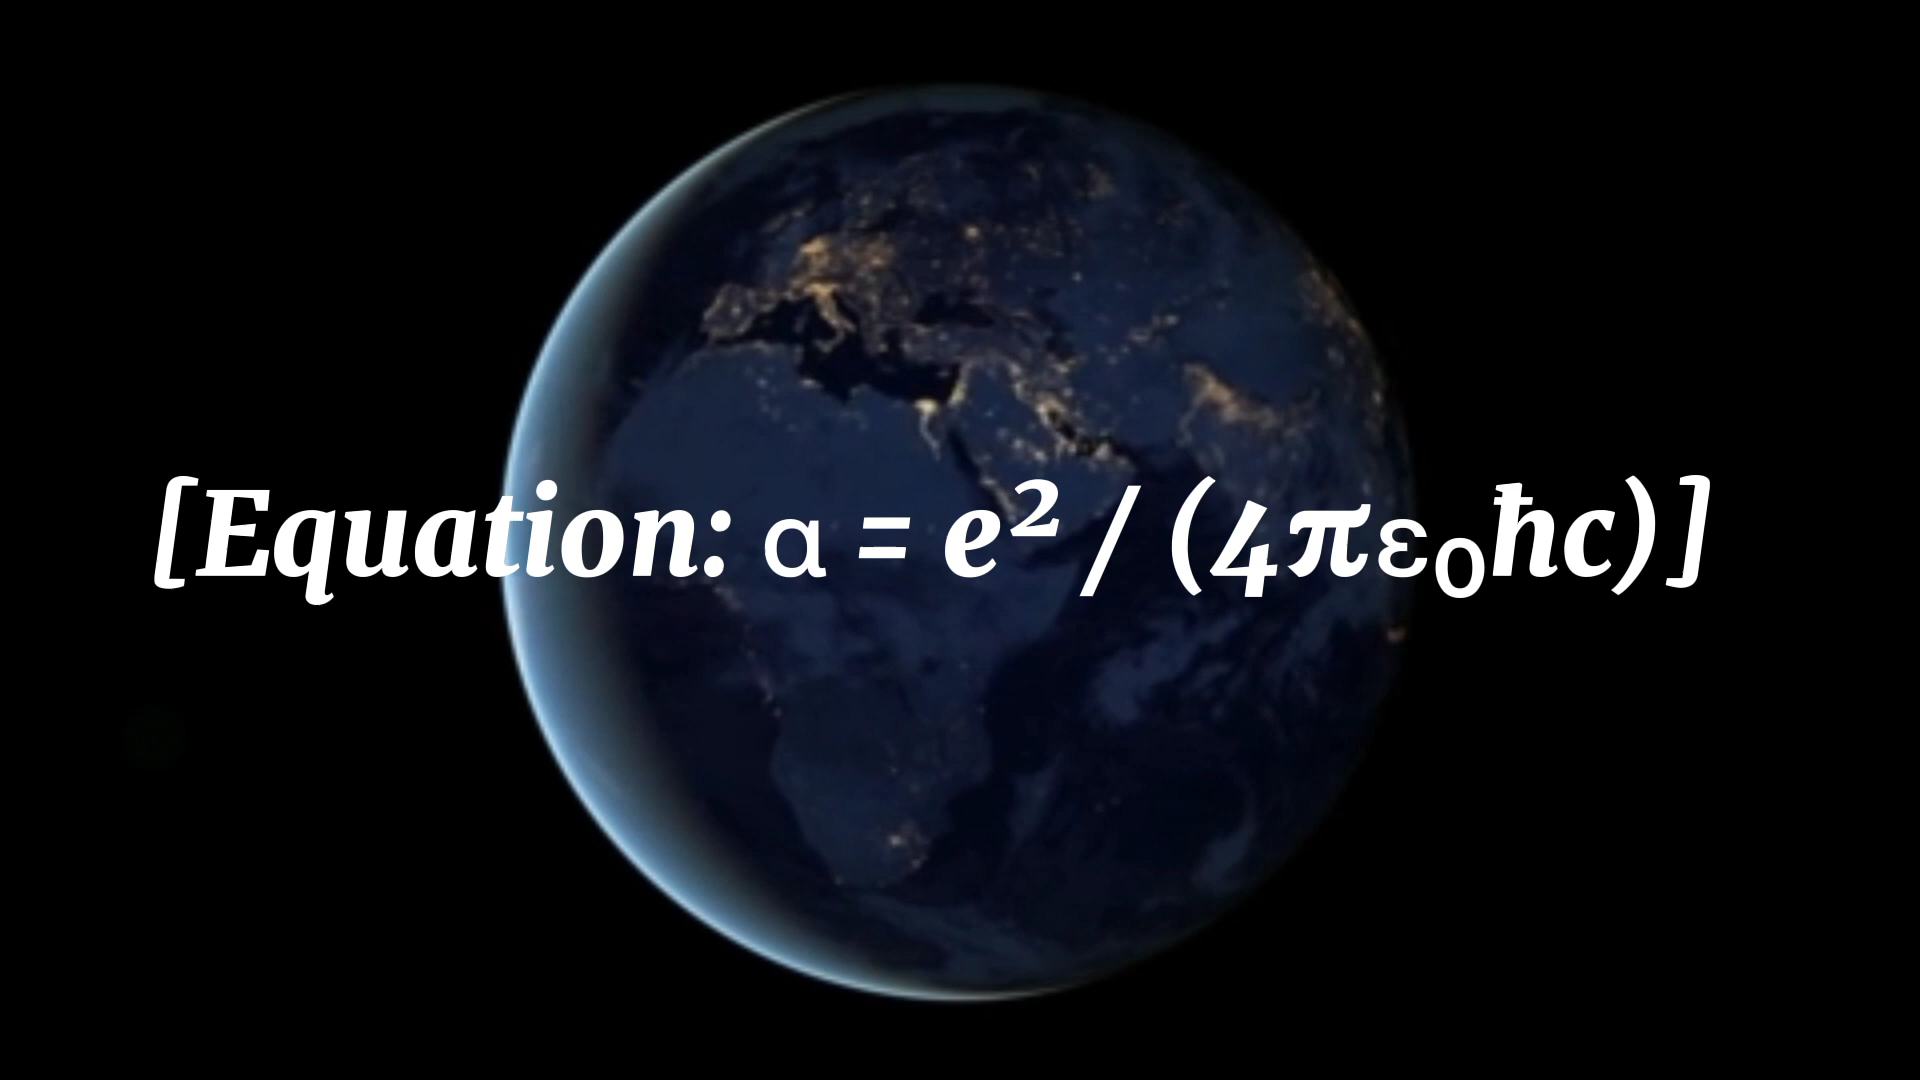 [Equation: α = e² / (4πε₀ħc)]